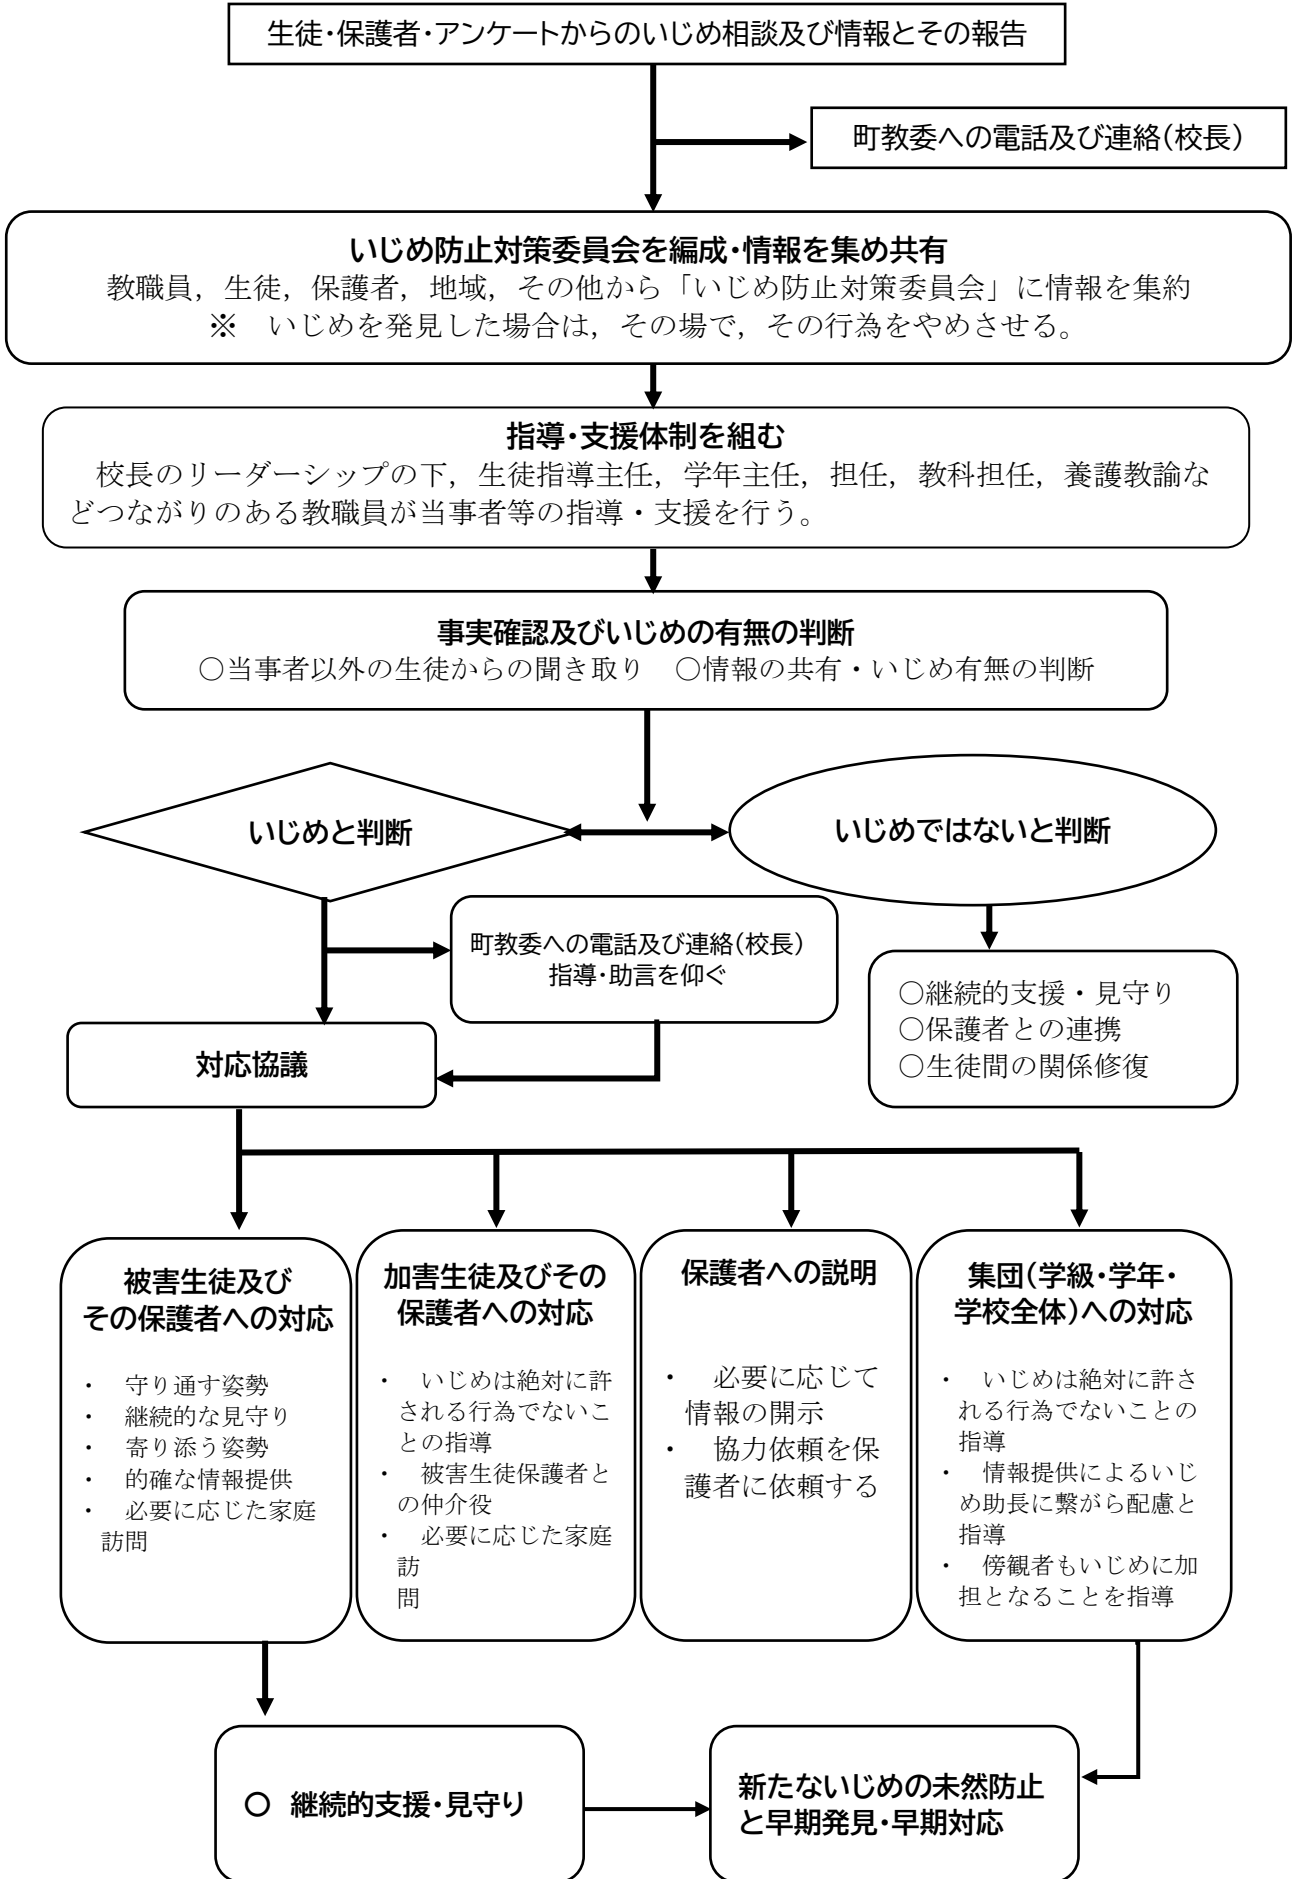 生徒・保護者・アンケートからのいじめ相談及び情報とその報告
町教委への電話及び連絡(校長)
いじめ防止対策委員会を編成・情報を集め共有
教職員，生徒，保護者，地域，その他から「いじめ防止対策委員会」に情報を集約
※　いじめを発見した場合は，その場で，その行為をやめさせる。
指導・支援体制を組む
校長のリーダーシップの下，生徒指導主任，学年主任，担任，教科担任，養護教諭な
どつながりのある教職員が当事者等の指導・支援を行う。
事実確認及びいじめの有無の判断
○当事者以外の生徒からの聞き取り　○情報の共有・いじめ有無の判断
いじめと判断
いじめではないと判断
町教委への電話及び連絡(校長)
指導・助言を仰ぐ
○継続的支援・見守り
○保護者との連携
○生徒間の関係修復
対応協議
被害生徒及び
その保護者への対応
・　守り通す姿勢
・　継続的な見守り
・　寄り添う姿勢
・　的確な情報提供
・　必要に応じた家庭
訪問
加害生徒及びその
保護者への対応
・　いじめは絶対に許
される行為でないこ
との指導
・　被害生徒保護者と
の仲介役
・　必要に応じた家庭
訪
問
保護者への説明
・　必要に応じて
情報の開示
・　協力依頼を保
護者に依頼する
集団(学級・学年・
学校全体)への対応
・　いじめは絶対に許さ
れる行為でないことの
指導
・　情報提供によるいじ
め助長に繋がら配慮と
指導
・　傍観者もいじめに加
担となることを指導
○ 継続的支援・見守り
新たないじめの未然防止
と早期発見・早期対応